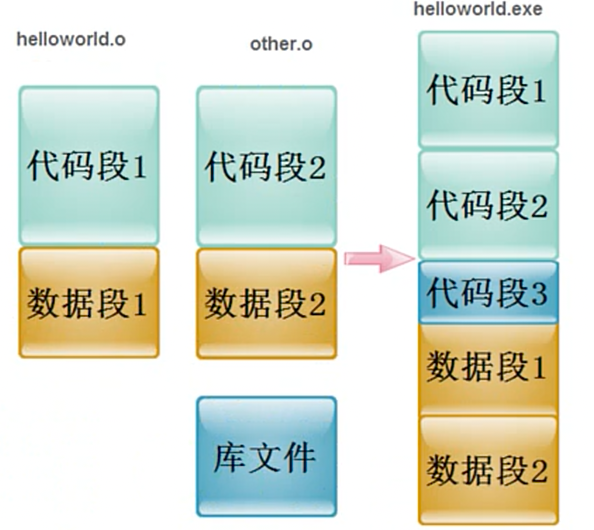 helloworld.o
代码段1
数据段1
other.o
代码段2
数据段2
库文件
helloworld.exe
代码段1
代码段2
代码段3
数据段1
数据段2